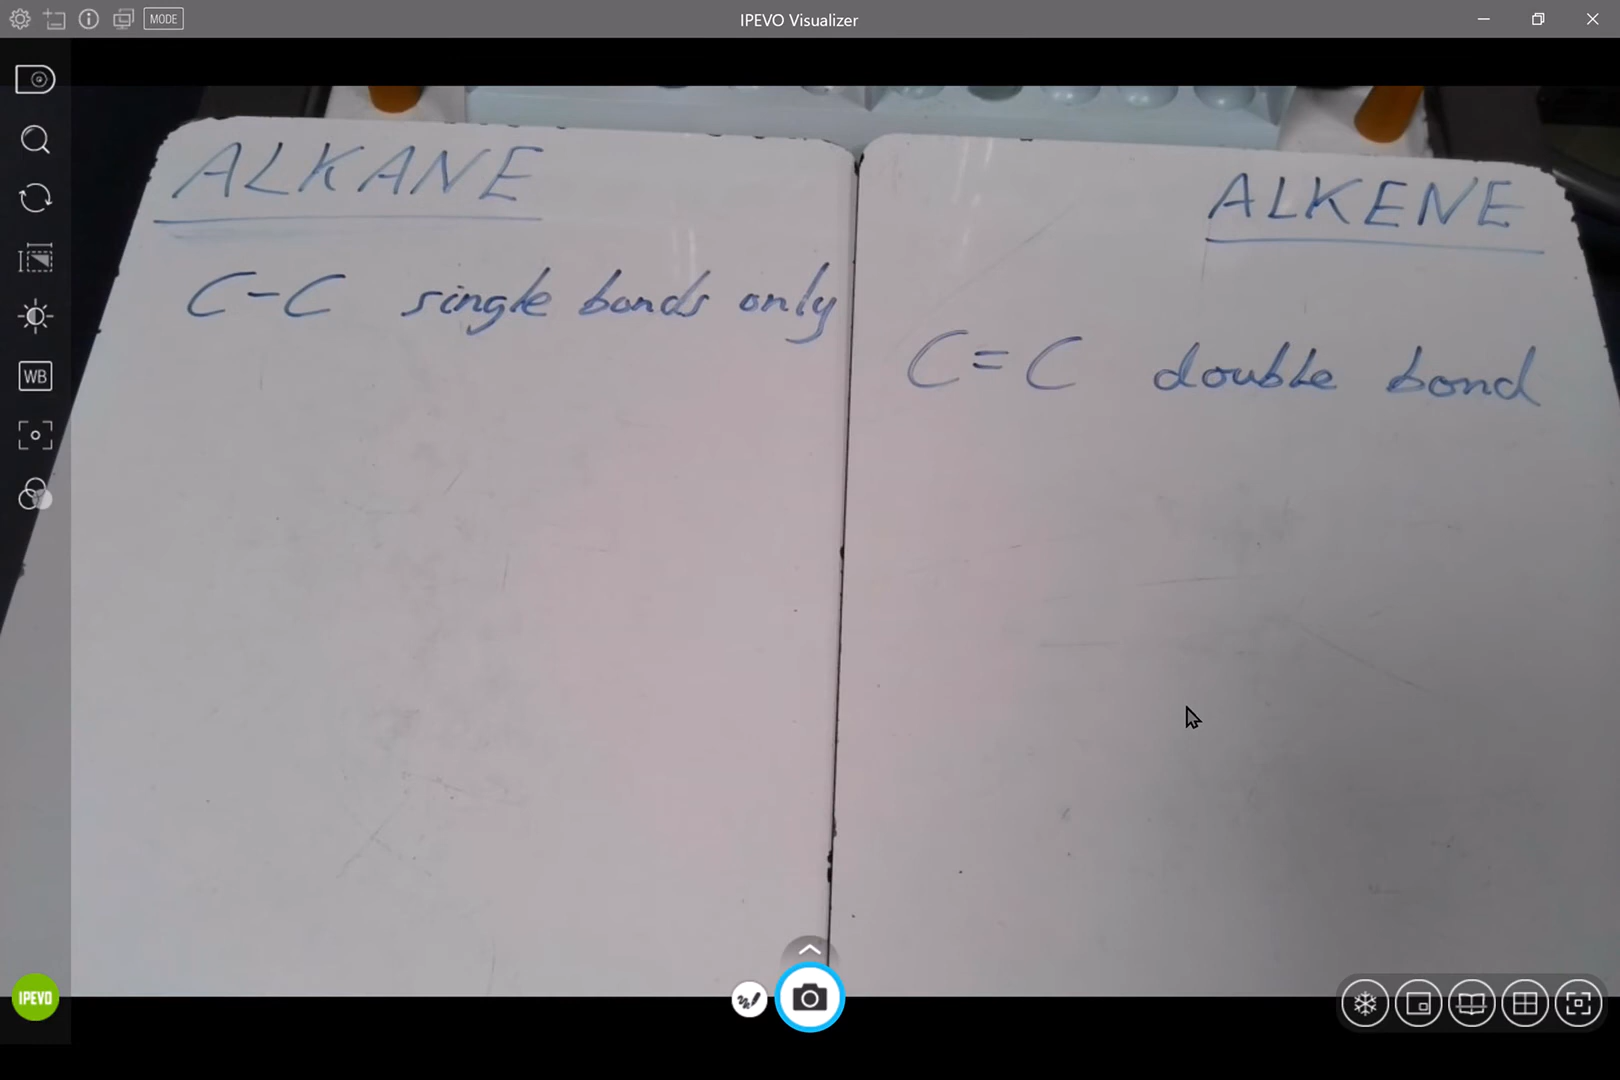 MODE
IPEVO Visualizer
WB
ALKANE
C-C single bonds only
ALKENE
C=C double bond
IPEVO